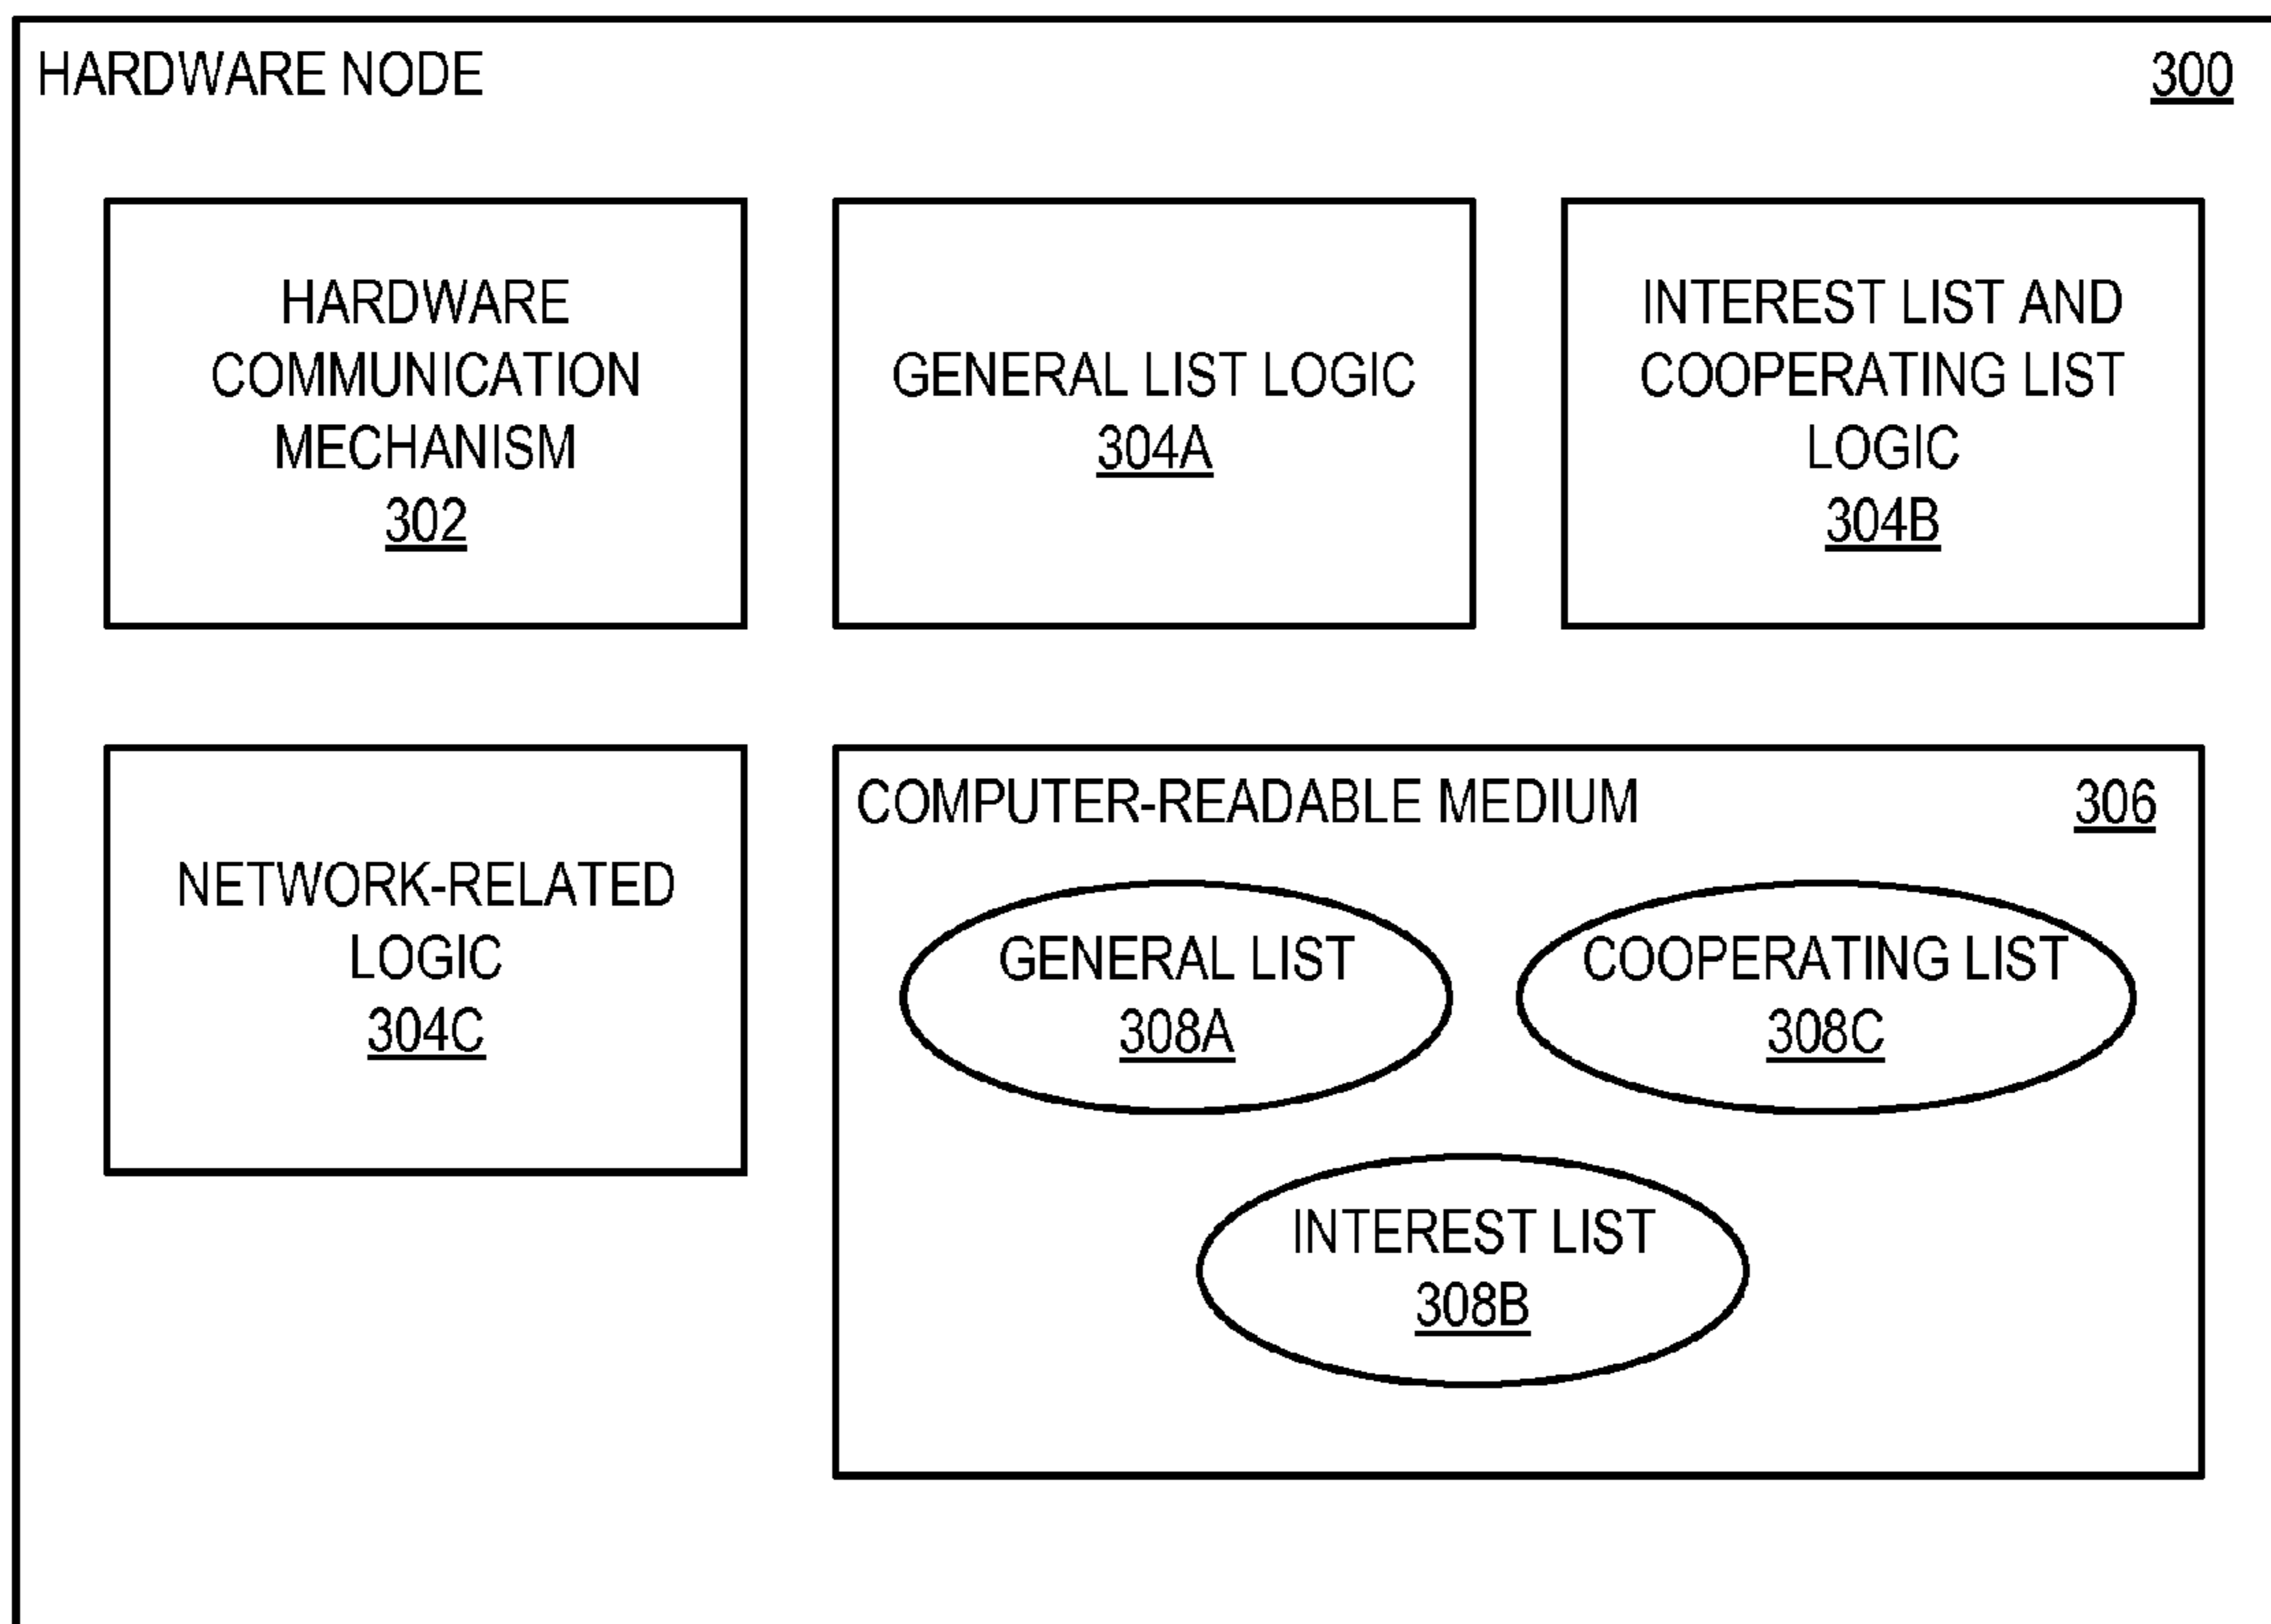 HARDWARE NODE
300
HARDWARE
COMMUNICATION
MECHANISM
302
GENERAL LIST LOGIC
304A
INTEREST LIST AND
COOPERATING LIST
LOGIC
304B
NETWORK-RELATED
LOGIC
304C
COMPUTER-READABLE MEDIUM
306
GENERAL LIST
308A
COOPERATING LIST
308C
INTEREST LIST
308B